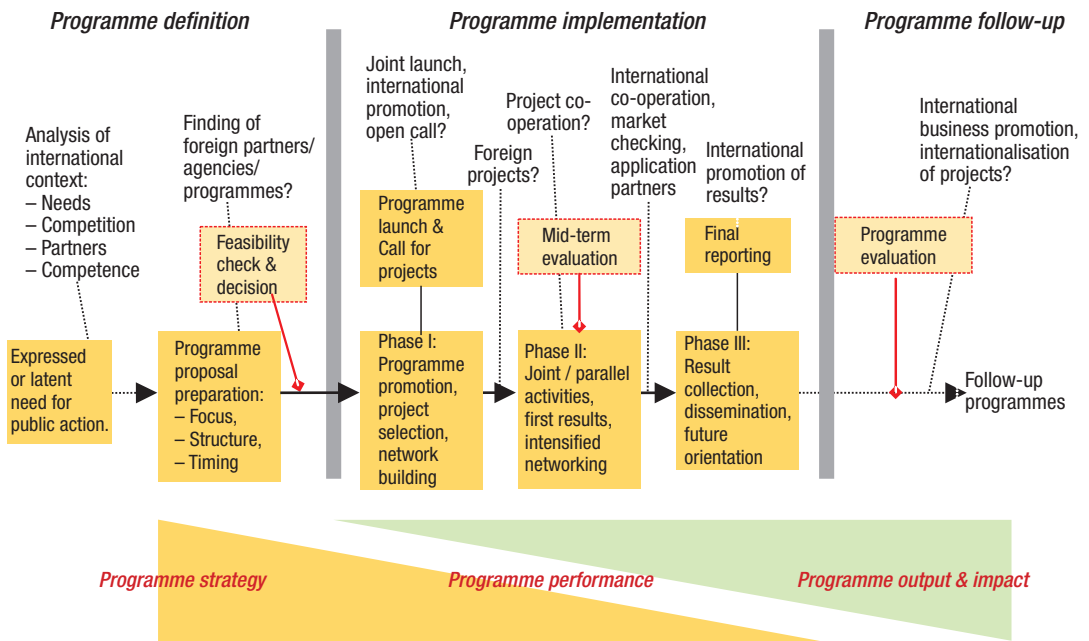 Programme definition
Programme implementation
Programme follow-up
Analysis of
international
context:
– Needs
– Competition
– Partners
– Competence
Finding of
foreign partners/
agencies/
programmes?
Joint launch,
international
promotion,
open call?
Foreign
projects?
Project co-
operation?
International
co-operation,
market
checking,
application
partners
International
promotion of
results?
International
business promotion,
internationalisation
of projects?
Feasibility
check &
decision
Programme
launch &
Call for
projects
Mid-term
evaluation
Final
reporting
Programme
evaluation
Expressed
or latent
need for
public action.
Programme
proposal
preparation:
– Focus,
– Structure,
– Timing
Phase I:
Programme
promotion,
project
selection,
network
building
Phase II:
Joint / parallel
activities,
first results,
intensified
networking
Phase III:
Result
collection,
dissemination,
future
orientation
Follow-up
programmes
Programme strategy
Programme performance
Programme output & impact